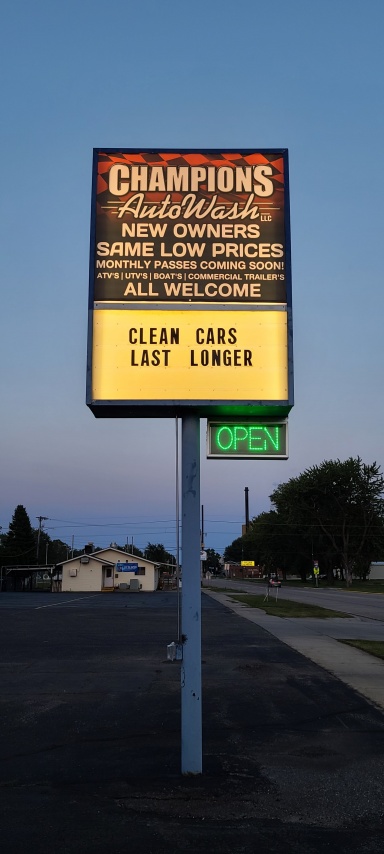 CHAMPION'S
AutoWash LLC
NEW OWNERS
SAME LOW PRICES
MONTHLY PASSES COMING SOON!
ATV'S | UTV'S | BOAT'S | COMMERCIAL TRAILER'S
ALL WELCOME
CLEAN CARS
LAST LONGER
OPEN